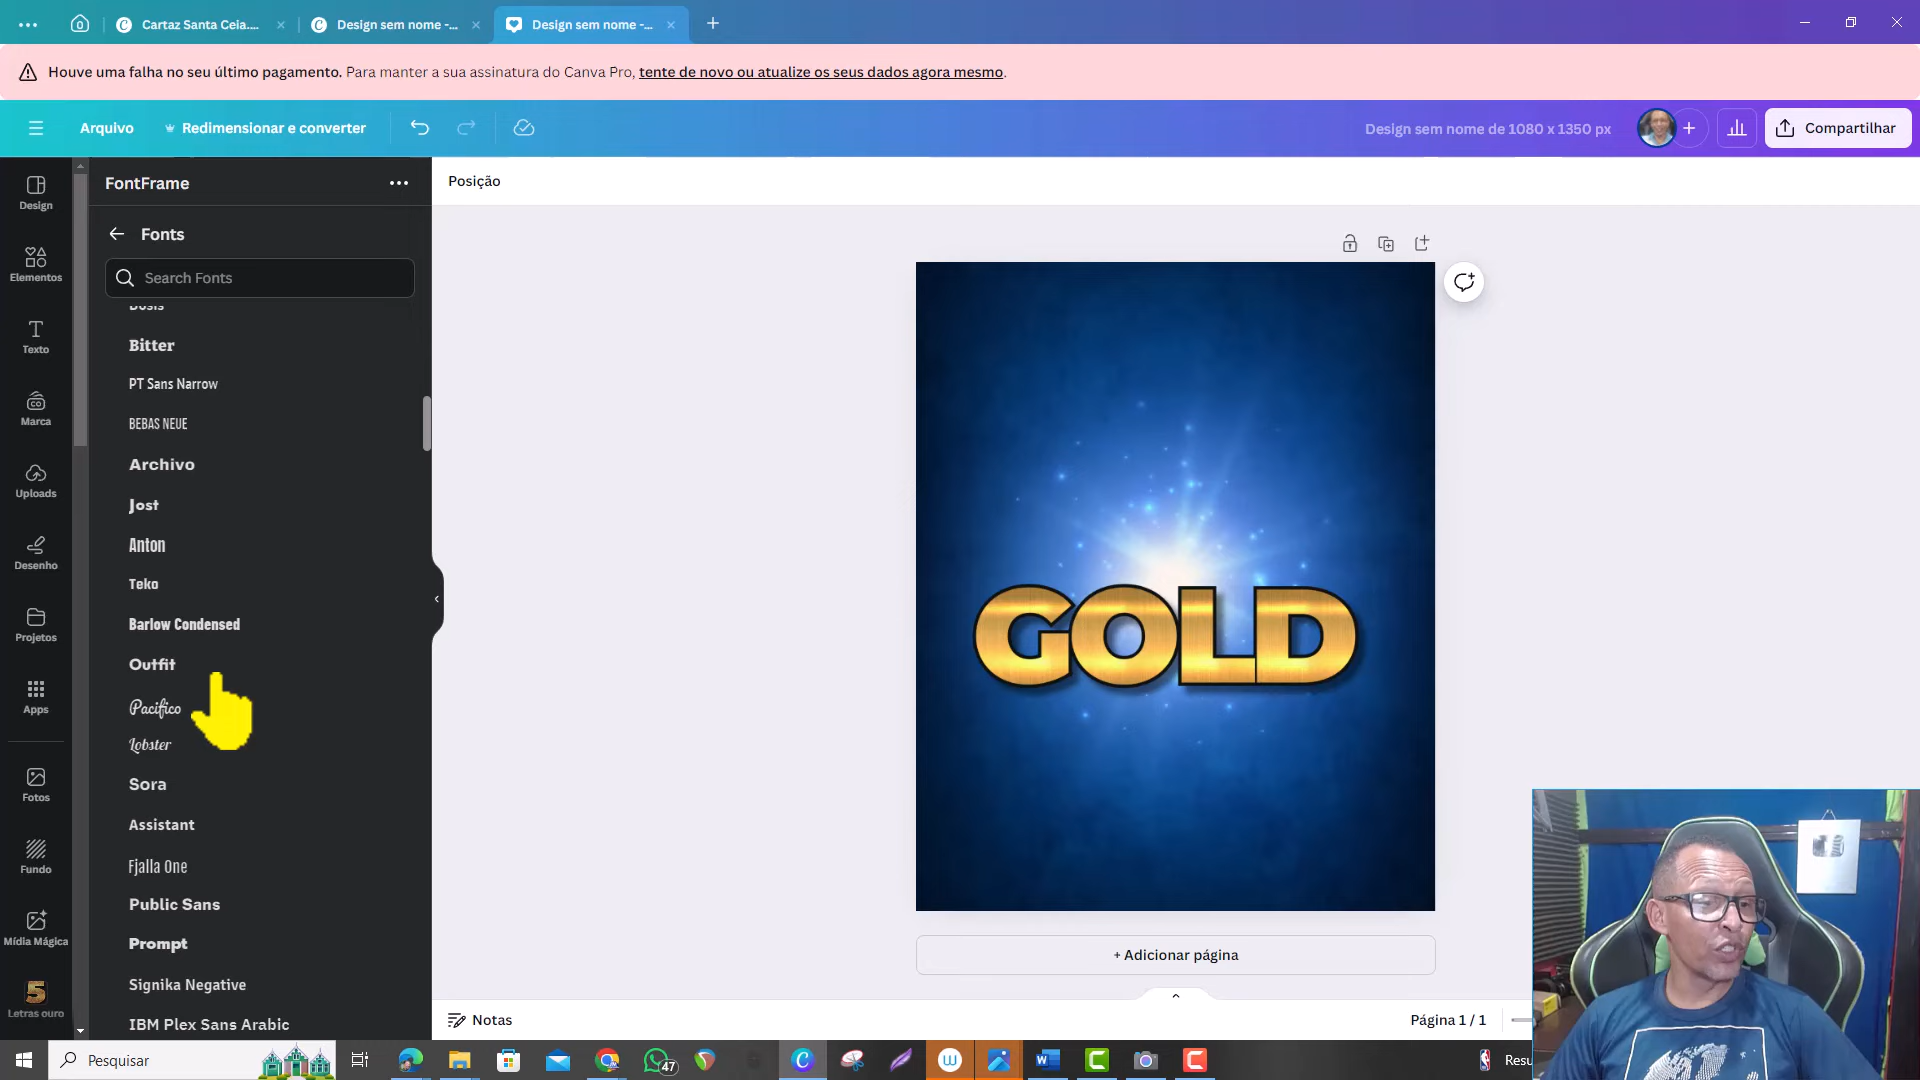 Cartaz Santa Ceia....
Design sem nome -...
Design sem nome -...
Houve uma falha no seu último pagamento. Para manter a sua assinatura do Canva Pro, tente de novo ou atualize os seus dados agora mesmo.
Arquivo
Redimensionar e converter
Design sem nome de 1080 x 1350 px
Compartilhar
Design
Elementos
Texto
Marca
Uploads
Desenho
Projetos
Apps
Fotos
Fundo
Mídia Mágica
Letras ouro
FontFrame
Fonts
Search Fonts
Dosis
Bitter
PT Sans Narrow
BEBAS NEUE
Archivo
Jost
Anton
Teko
Barlow Condensed
Outfit
Pacifico
Lobster
Sora
Assistant
Fjalla One
Public Sans
Prompt
Signika Negative
IBM Plex Sans Arabic
Posição
GOLD
+ Adicionar página
Notas
Página 1 / 1
Pesquisar
47
Resu